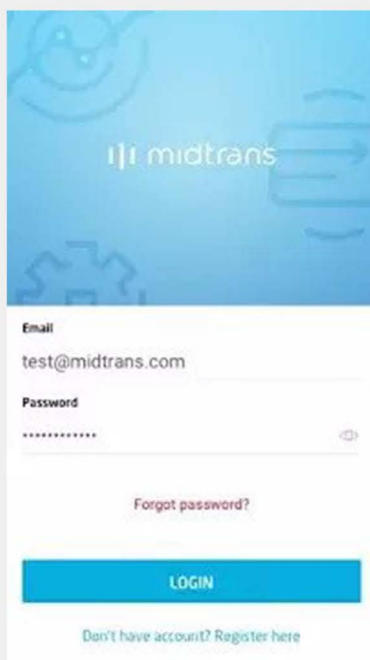 midtrans
Email
test@midtrans.com
Password
••••••••••••
Forgot password?
LOGIN
Don't have account? Register here